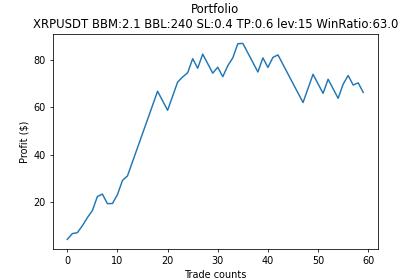 Portfolio
XRPUSDT BBM:2.1 BBL:240 SL:0.4 TP:0.6 lev:15 WinRatio:63.0
80
60
40
20
Profit ($)
0 10 20 30 40 50 60
Trade counts